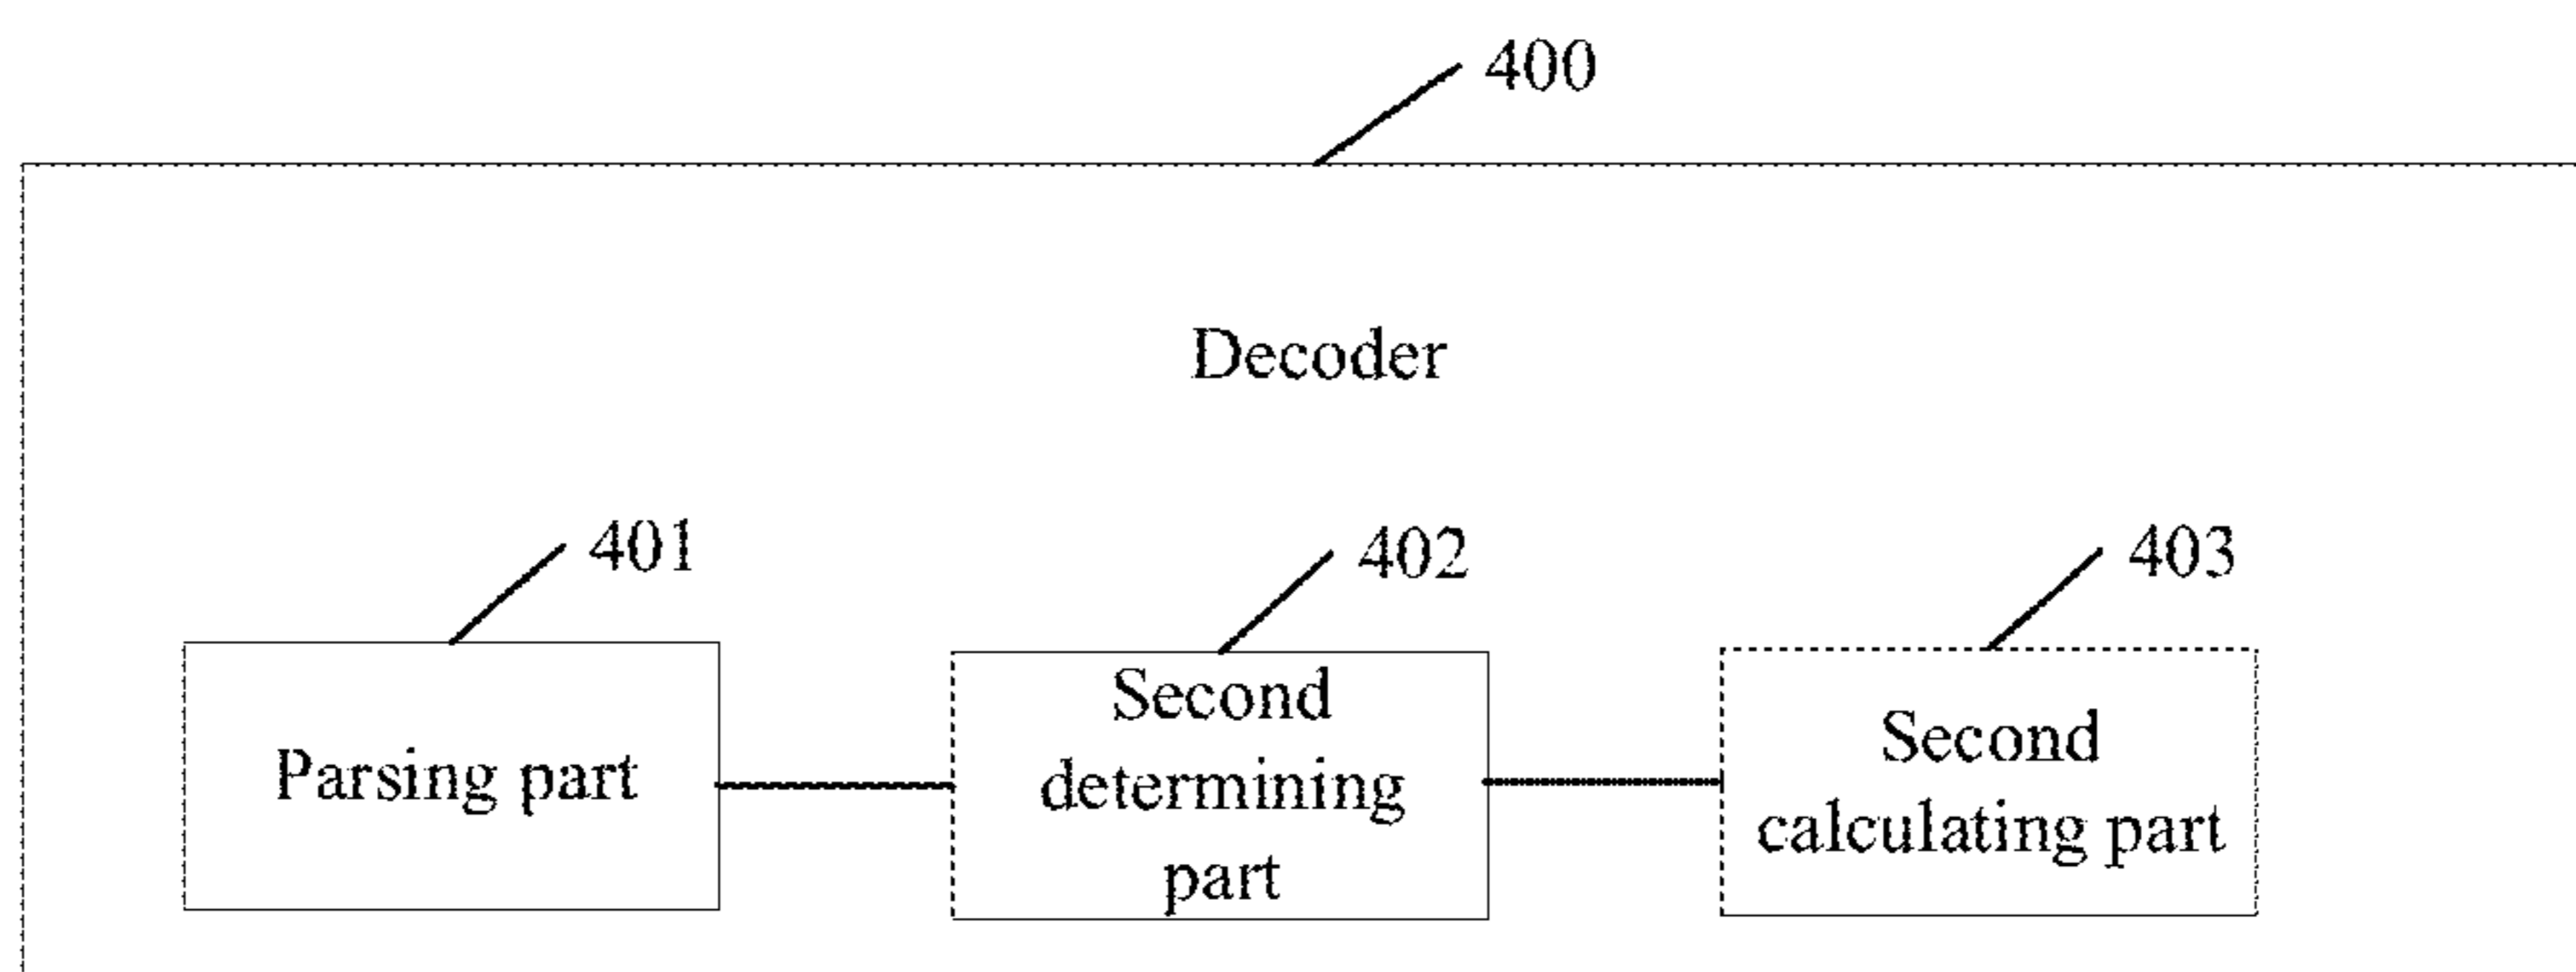 400
Decoder
401
402
403
Parsing part
Second
determining
part
Second
calculating part